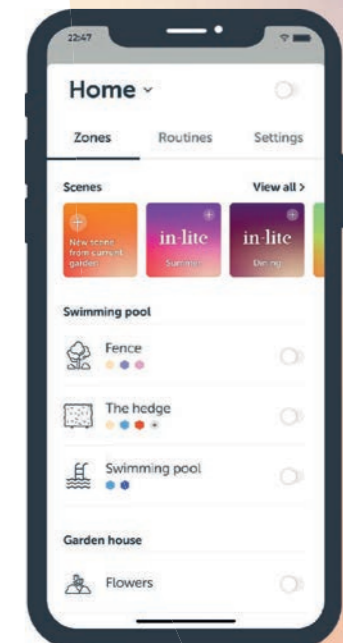 22:47
Home
Zones Routines Settings
Scenes View all >
New scene
from current
garden
in-lite
Summer
in-lite
Dining
Swimming pool
Fence
The hedge
Swimming pool
Garden house
Flowers